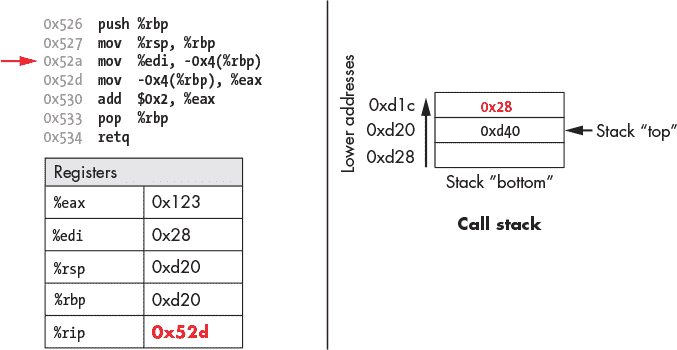 0x526 push %rbp
0x527 mov %rsp, %rbp
0x52a mov %edi, -0x4(%rbp)
0x52d mov -0x4(%rbp), %eax
0x530 add $0x2, %eax
0x533 pop %rbp
0x534 retq
Registers
%eax 0x123
%edi 0x28
%rsp 0xd20
%rbp 0xd20
%rip 0x52d
Lower addresses
0xd1c 0x28
0xd20 0xd40 Stack “top”
0xd28
Stack ”bottom”
Call stack